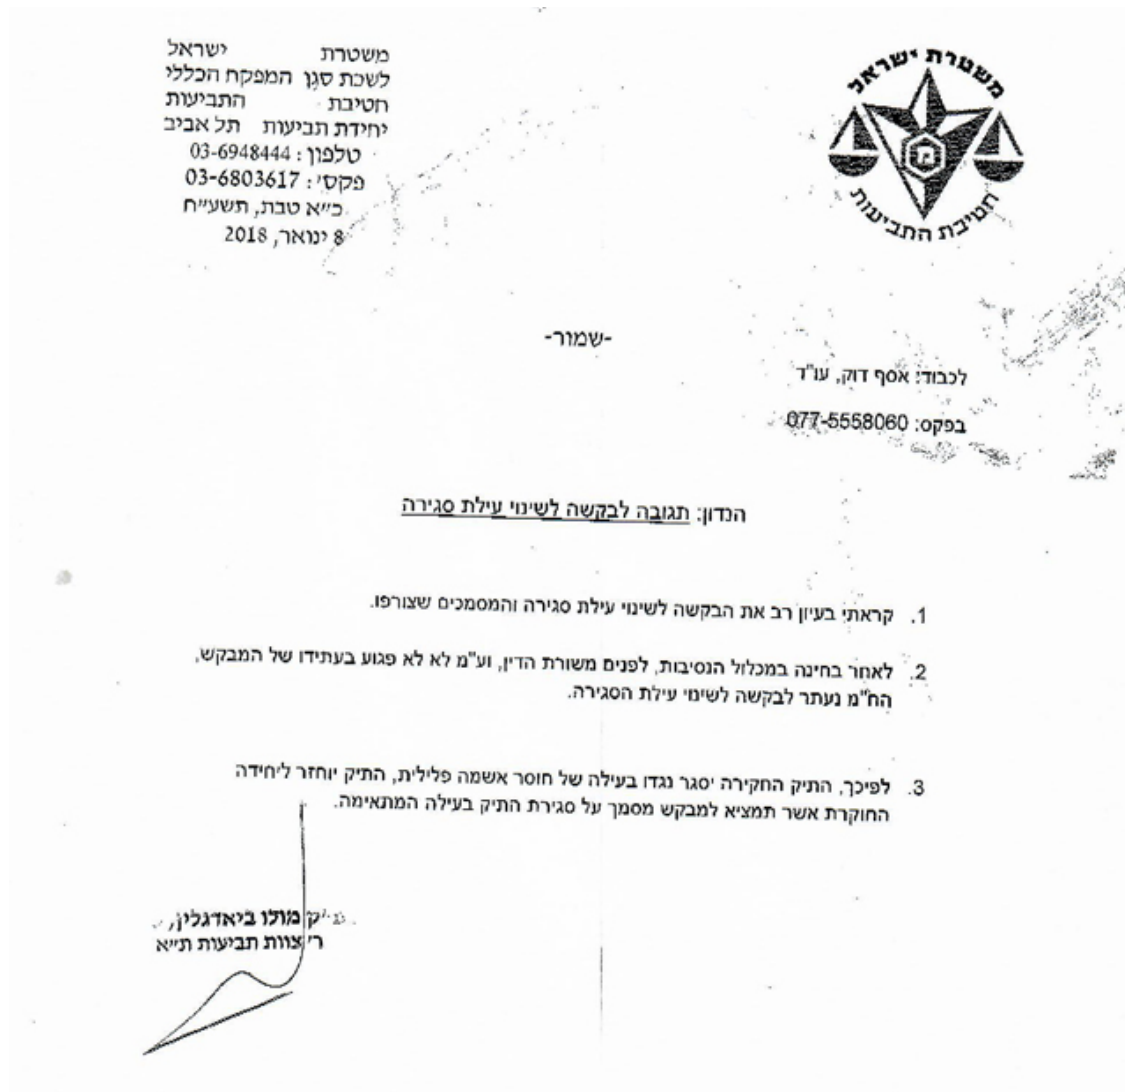 משטרת ישראל
חטיבת התביעות
משטרת ישראל
לשכת סגן המפקח הכללי
חטיבת התביעות
יחידת תביעות תל אביב
טלפון: 03-6948444
פקס׳: 03-6803617
כ״א טבת, תשע״ח
8 ינואר, 2018
-שמור-
לכבוד: אסף דוק, עו"ד
בפקס: 077-5558060
הנדון: תגובה לבקשה לשינוי עילת סגירה
1. קראתי בעיון רב את הבקשה לשינוי עילת סגירה והמסמכים שצורפו.
2. לאחר בחינה במכלול הנסיבות, לפנים משורת הדין, וע"מ לא לא פגוע בעתידו של המבקש,
הח"מ נעתר לבקשה לשינוי עילת הסגירה.
3. לפיכך, התיק החקירה יסגר נגדו בעילה של חוסר אשמה פלילית, התיק יוחזר ליחידה
החוקרת אשר תמציא למבקש מסמך על סגירת התיק בעילה המתאימה.
מולו ביאדגלין,
ר׳ צוות תביעות ת״א